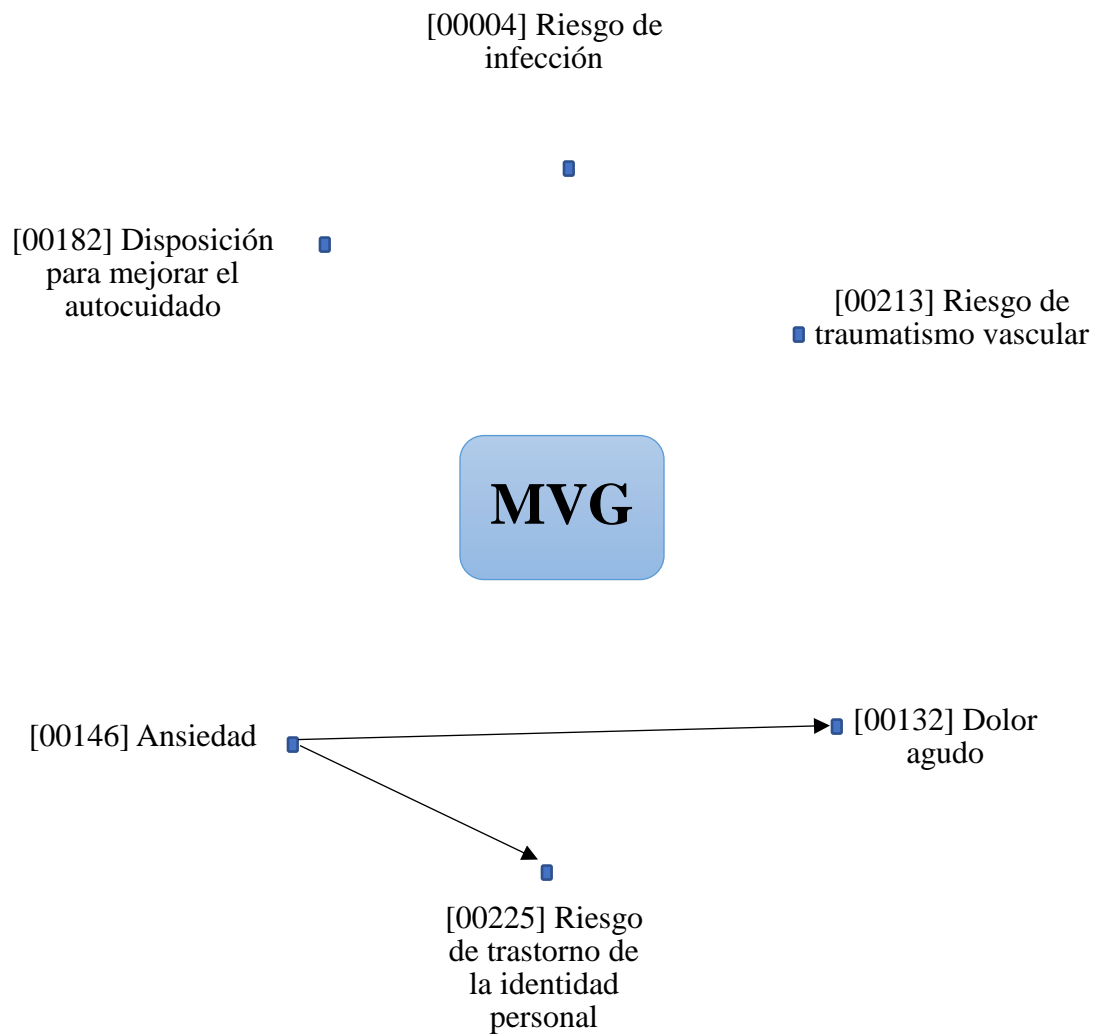 [00004] Riesgo de
infección
[00182] Disposición
para mejorar el
autocuidado
[00213] Riesgo de
traumatismo vascular
MVG
[00146] Ansiedad
[00132] Dolor
agudo
[00225] Riesgo
de trastorno de
la identidad
personal